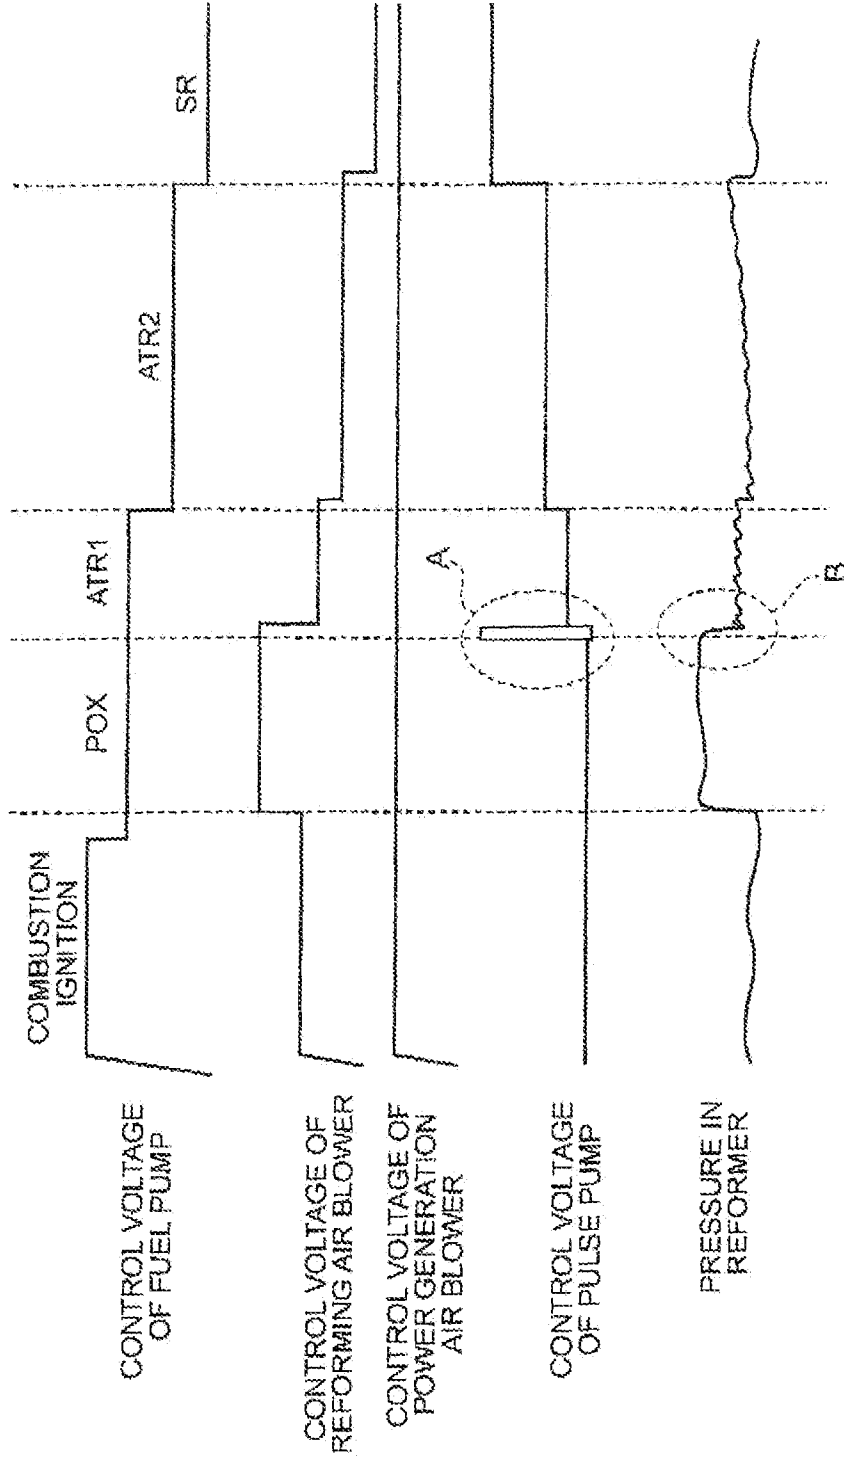 COMBUSTION
IGNITION
POX
ATR1
ATR2
SR
CONTROL VOLTAGE
OF FUEL PUMP
CONTROL VOLTAGE OF
REFORMING AIR BLOWER
CONTROL VOLTAGE OF
POWER GENERATION
AIR BLOWER
CONTROL VOLTAGE
OF PULSE PUMP
A
PRESSURE IN
REFORMER
B